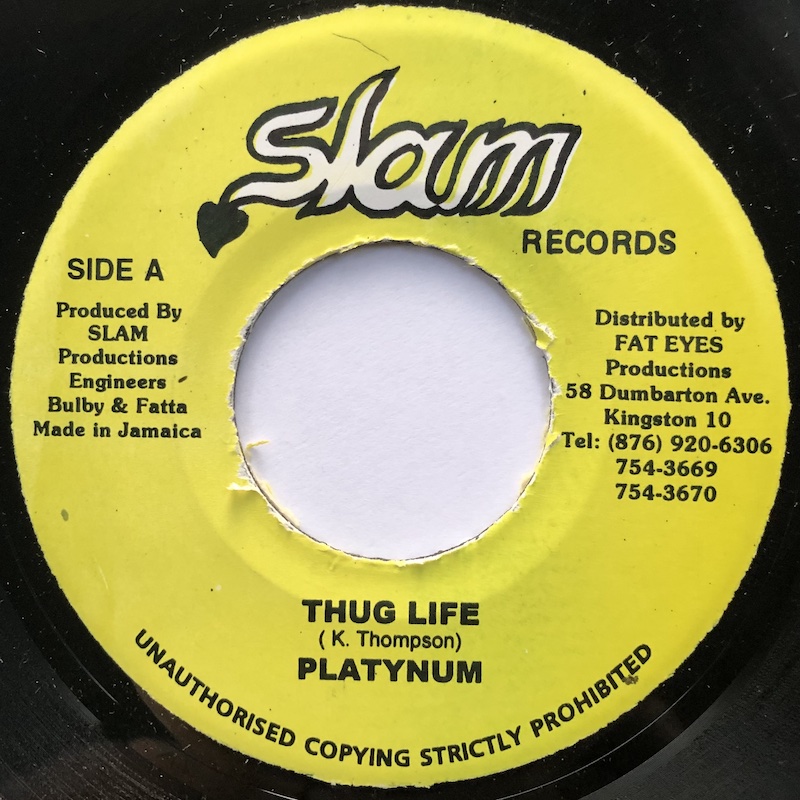 Slam
RECORDS
SIDE A
Produced By
SLAM
Productions
Engineers
Bulby & Fatta
Made in Jamaica
Distributed by
FAT EYES
Productions
58 Dumbarton Ave.
Kingston 10
Tel: (876) 920-6306
754-3669
754-3670
THUG LIFE
( K. Thompson)
PLATYNUM
UNAUTHORISED COPYING STRICTLY PROHIBITED